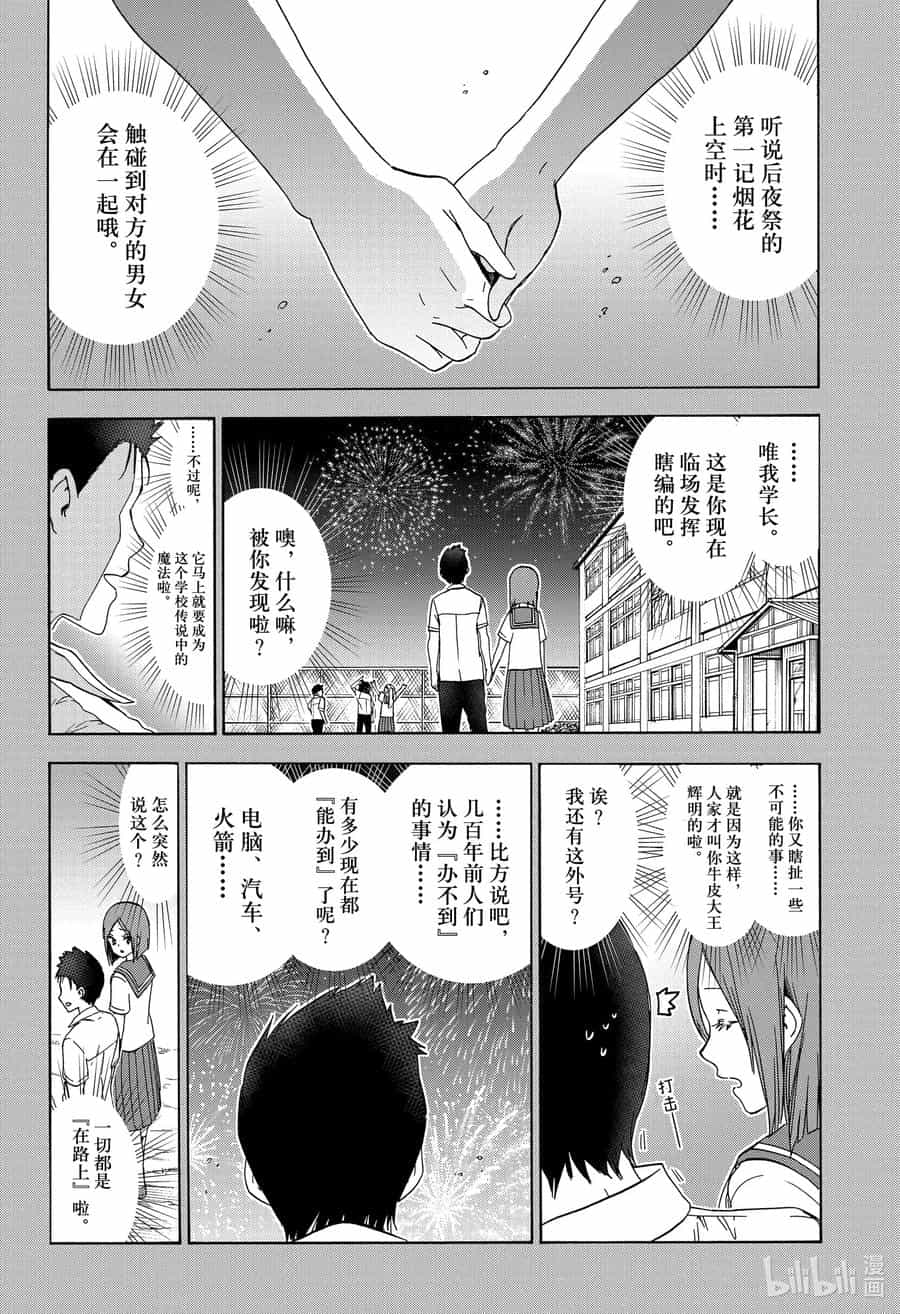 听说后夜祭的
第一记烟花
上空时……
触碰到对方的男女
会在一起哦。
……
唯我学长。
这是你现在
临场发挥
瞎编的吧。
噢，什么嘛，
被你发现啦？
……不过呢，
它马上就要成为
这个学校传说中的
魔法啦。
……你又瞎扯一些
不可能的事……
就是因为这样，
人家才叫你牛皮大王
辉明的啦。
诶？
我还有这外号？
打击——
……比方说吧，
几百年前人们
认为『办不到』
的事情……
有多少现在都
『能办到』了呢？
电脑、汽车、
火箭……
怎么突然
说这个？
一切都是
『在路上』啦。
bilibili
漫画